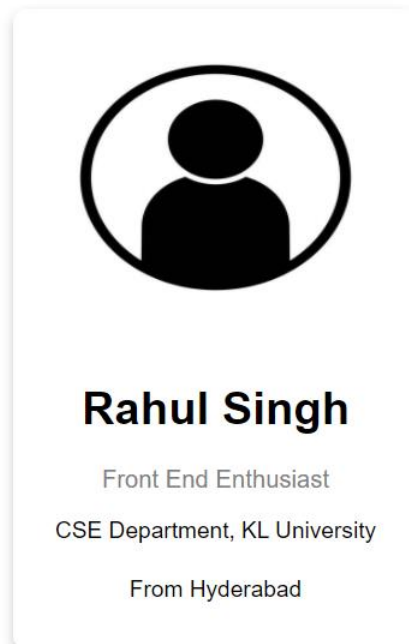 Rahul Singh
Front End Enthusiast
CSE Department, KL University
From Hyderabad